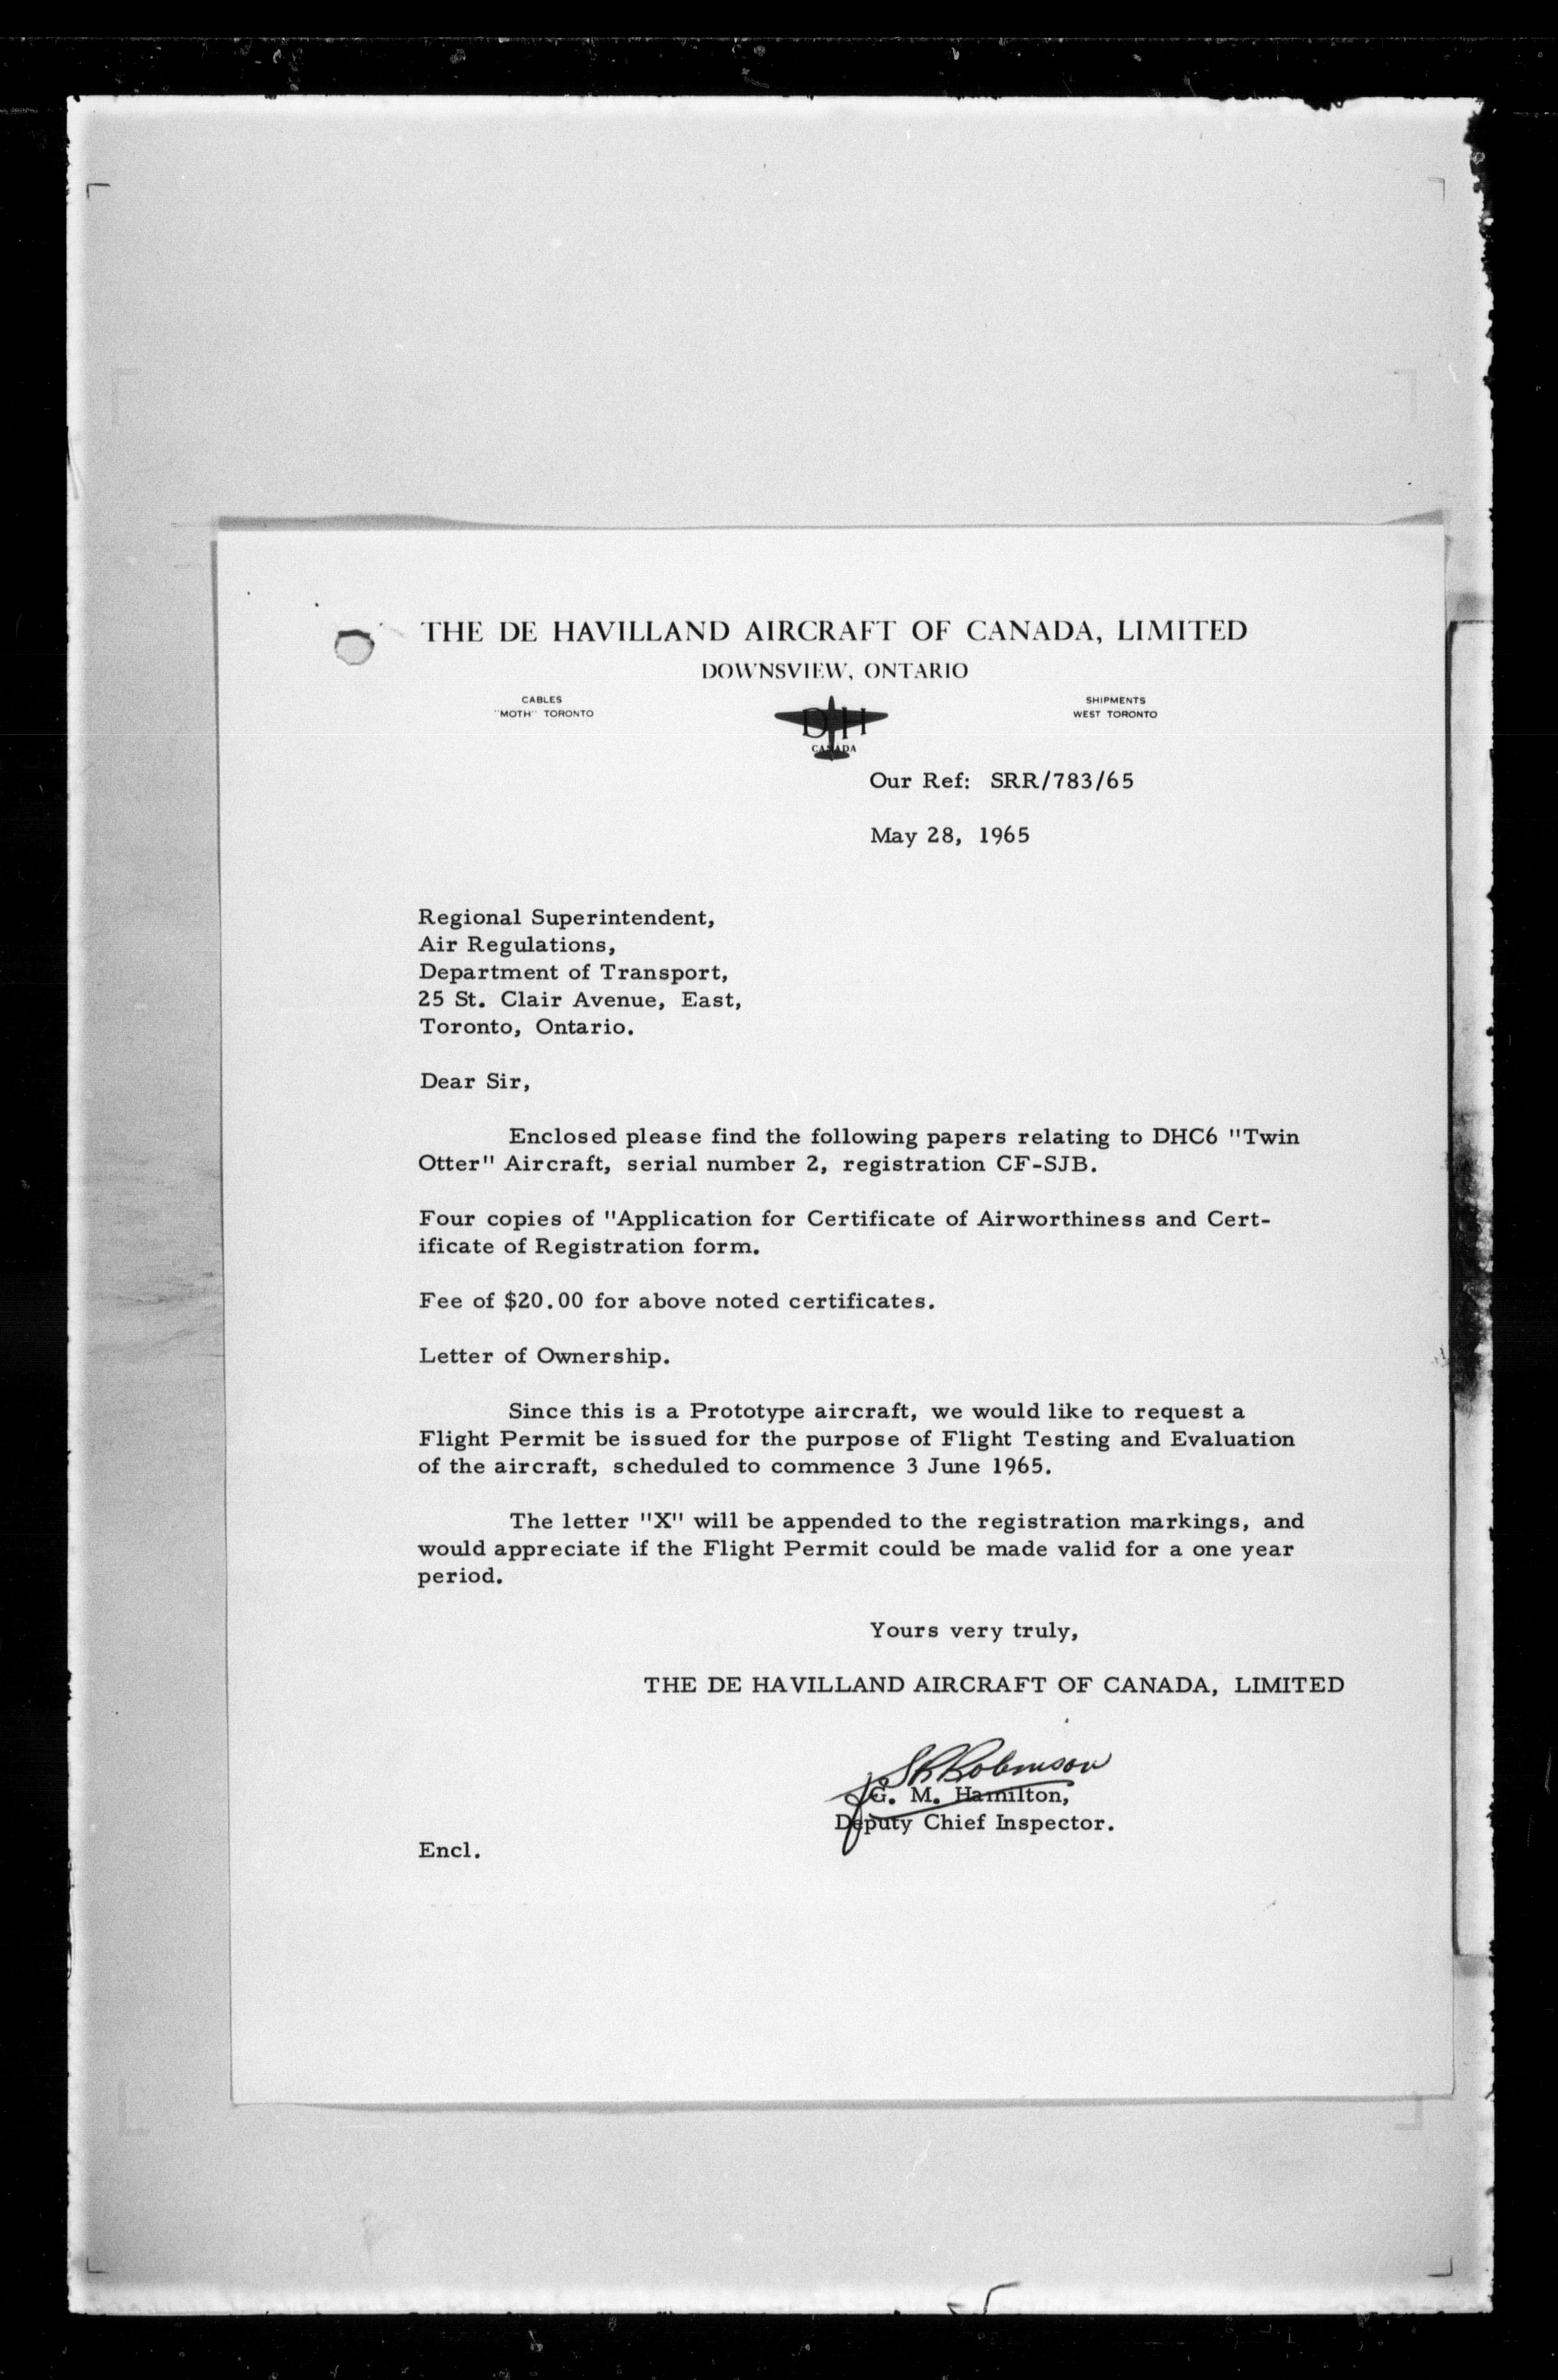 THE DE HAVILLAND AIRCRAFT OF CANADA, LIMITED
DOWNSVIEW, ONTARIO
CABLES
"MOTH" TORONTO
DH
CANADA
SHIPMENTS
WEST TORONTO
Our Ref: SRR/783/65
May 28, 1965
Regional Superintendent,
Air Regulations,
Department of Transport,
25 St. Clair Avenue, East,
Toronto, Ontario.
Dear Sir,
Enclosed please find the following papers relating to DHC6 "Twin
Otter" Aircraft, serial number 2, registration CF-SJB.
Four copies of "Application for Certificate of Airworthiness and Cert-
ificate of Registration form.
Fee of $20.00 for above noted certificates.
Letter of Ownership.
Since this is a Prototype aircraft, we would like to request a
Flight Permit be issued for the purpose of Flight Testing and Evaluation
of the aircraft, scheduled to commence 3 June 1965.
The letter "X" will be appended to the registration markings, and
would appreciate if the Flight Permit could be made valid for a one year
period.
Yours very truly,
THE DE HAVILLAND AIRCRAFT OF CANADA, LIMITED
SRRobinson
G. M. Hamilton,
Deputy Chief Inspector.
Encl.